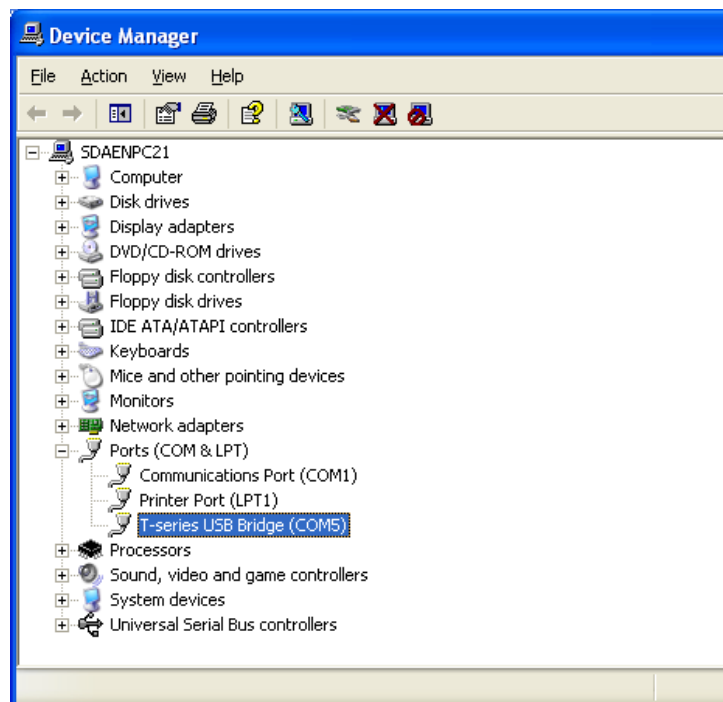 Device Manager
File Action View Help
SDAENPC21
Computer
Disk drives
Display adapters
DVD/CD-ROM drives
Floppy disk controllers
Floppy disk drives
IDE ATA/ATAPI controllers
Keyboards
Mice and other pointing devices
Monitors
Network adapters
Ports (COM & LPT)
Communications Port (COM1)
Printer Port (LPT1)
T-series USB Bridge (COM5)
Processors
Sound, video and game controllers
System devices
Universal Serial Bus controllers